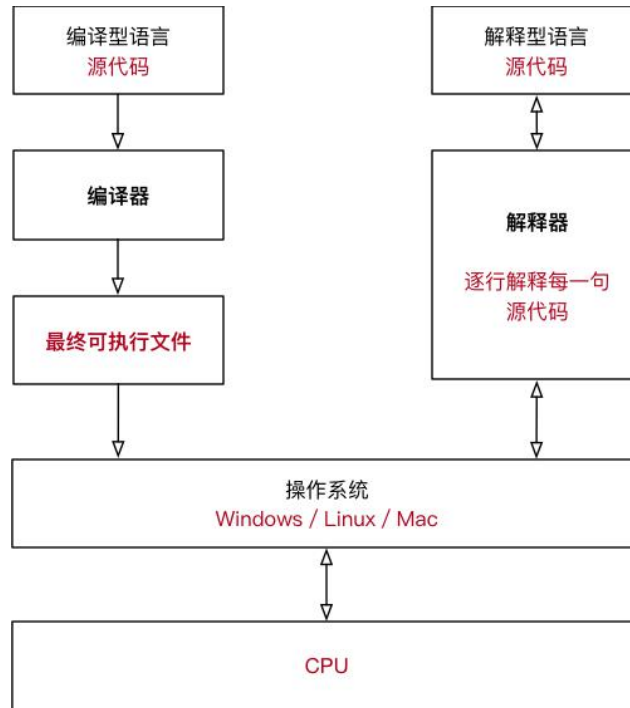 编译型语言
源代码
解释型语言
源代码
编译器
解释器
逐行解释每一句
源代码
最终可执行文件
操作系统
Windows / Linux / Mac
CPU